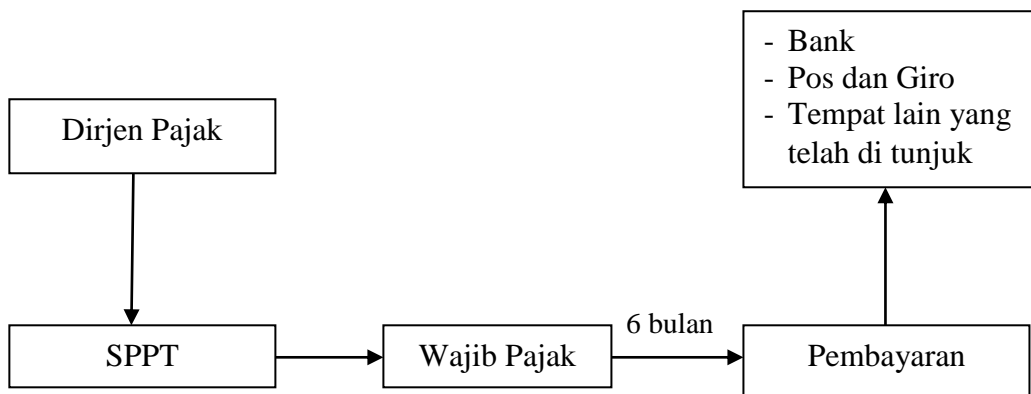 - Bank
- Pos dan Giro
- Tempat lain yang
telah di tunjuk
Dirjen Pajak
SPPT
Wajib Pajak
6 bulan
Pembayaran